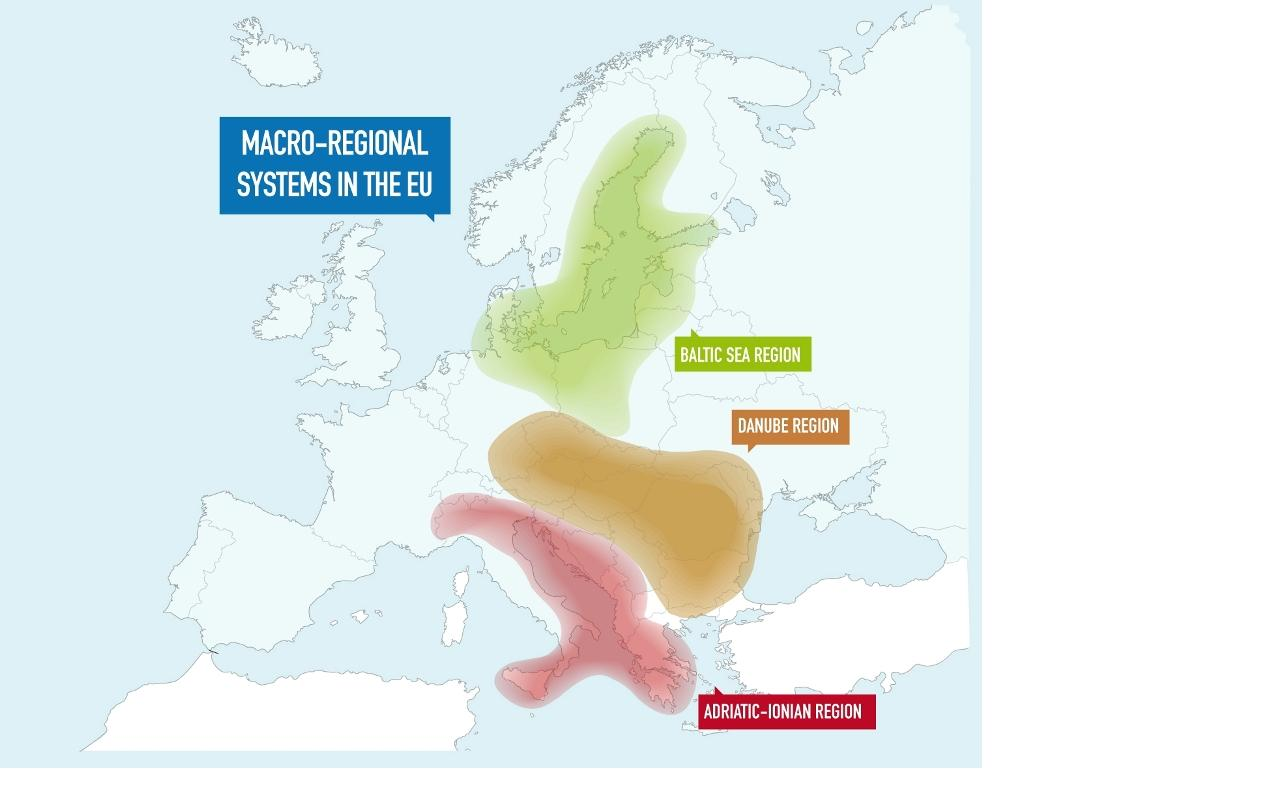 MACRO-REGIONAL
SYSTEMS IN THE EU
BALTIC SEA REGION
DANUBE REGION
ADRIATIC-IONIAN REGION